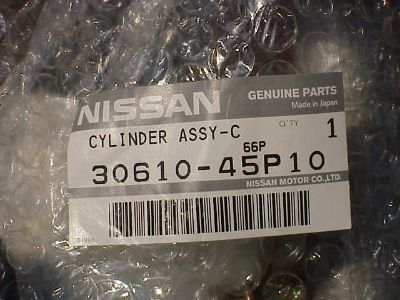 NISSAN GENUINE PARTS
Made in Japan
CYLINDER ASSY-C Q'TY 1
66P
30610-45P10
NISSAN MOTOR CO.,LTD.